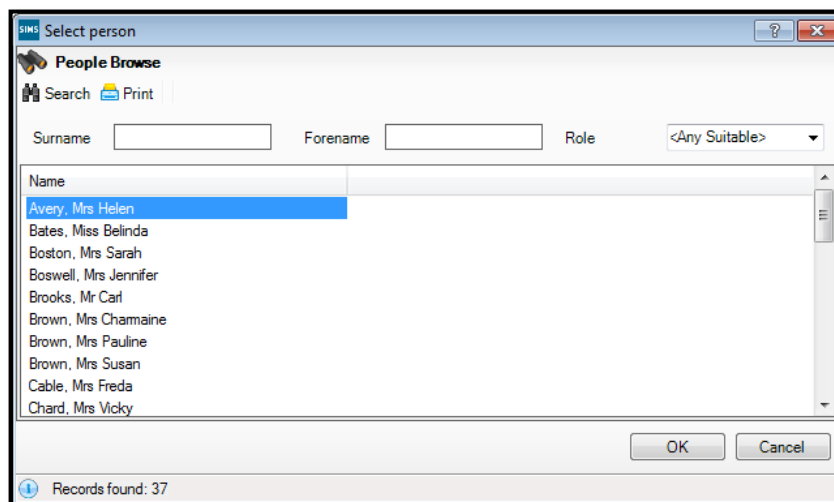 SIMS Select person
People Browse
Search Print
Surname Forename Role <Any Suitable>
Name
Avery, Mrs Helen
Bates, Miss Belinda
Boston, Mrs Sarah
Boswell, Mrs Jennifer
Brooks, Mr Carl
Brown, Mrs Charmaine
Brown, Mrs Pauline
Brown, Mrs Susan
Cable, Mrs Freda
Chard, Mrs Vicky
OK Cancel
Records found: 37